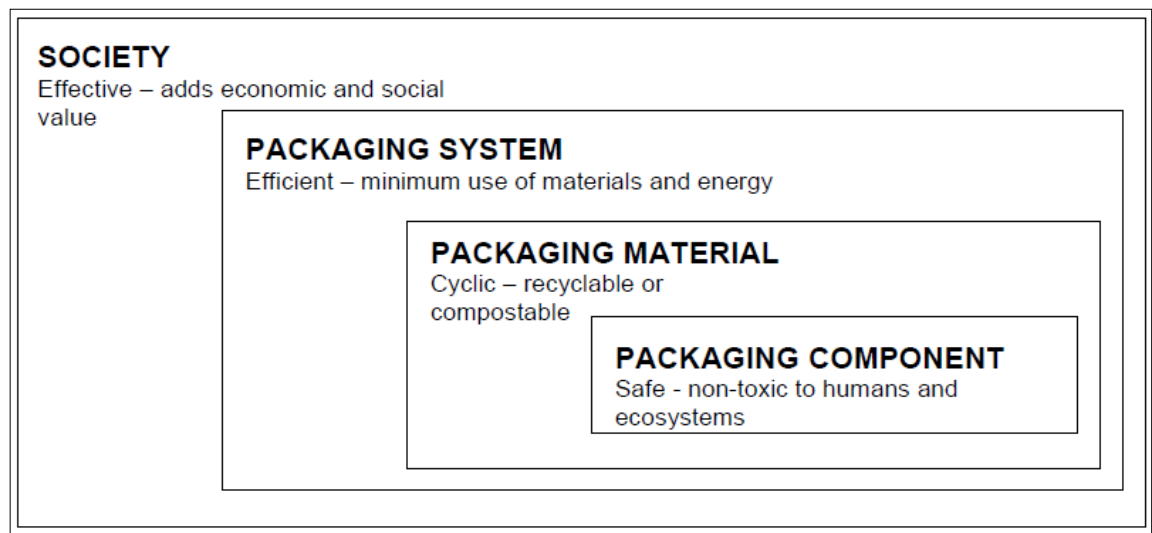 SOCIETY
Effective – adds economic and social
value
PACKAGING SYSTEM
Efficient – minimum use of materials and energy
PACKAGING MATERIAL
Cyclic – recyclable or
compostable
PACKAGING COMPONENT
Safe - non-toxic to humans and
ecosystems